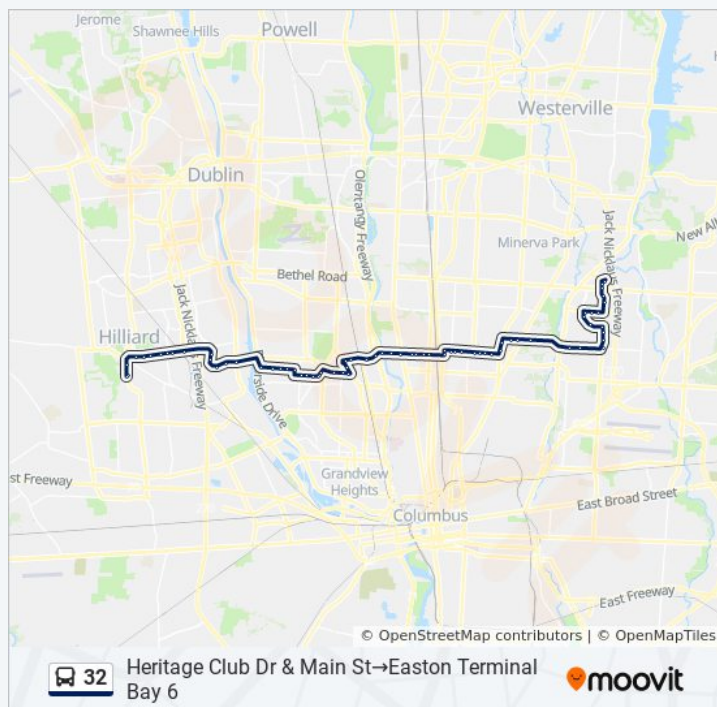 Jerome
Shawnee Hills
Powell
Westerville
Dublin
Olentangy Freeway
Jack Nicklaus Freeway
New Al
Minerva Park
Bethel Road
Jack Nicklaus Freeway
Hilliard
rside Drive
Grandview
Heights
st Freeway
East Broad Street
Columbus
East Freeway
© OpenStreetMap contributors | © OpenMapTiles
32
Heritage Club Dr & Main St→Easton Terminal
Bay 6
moovit